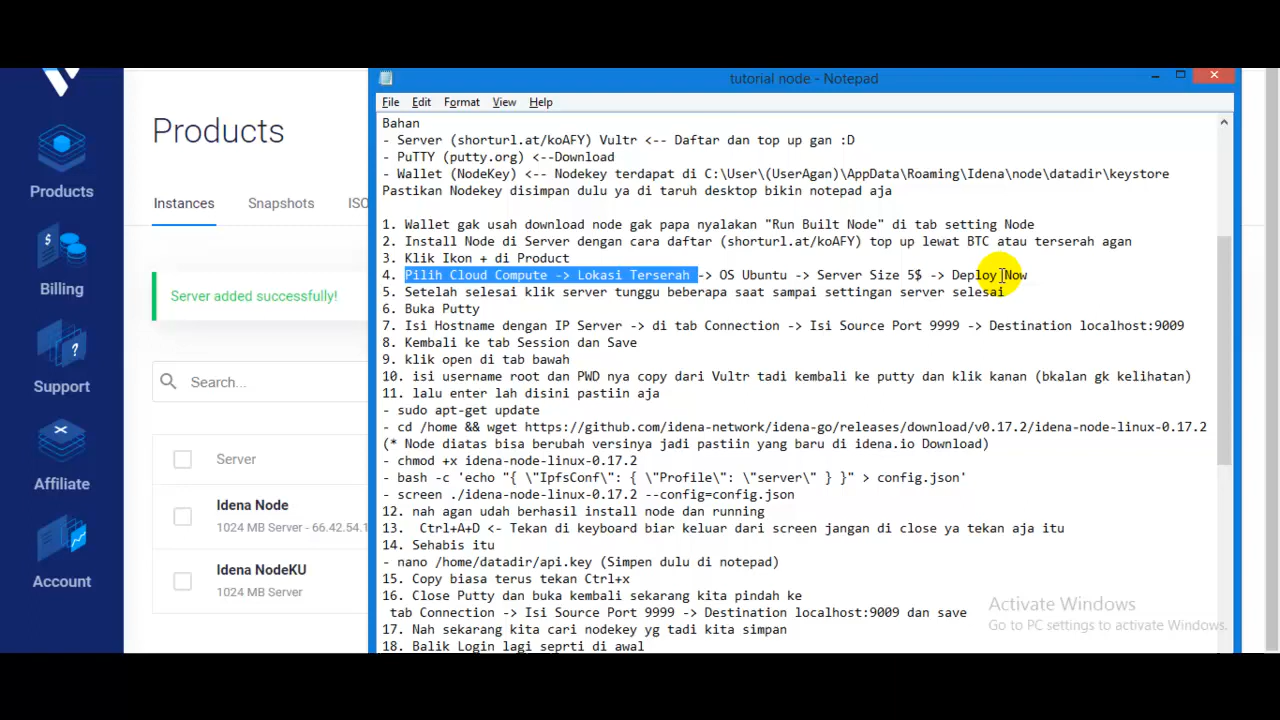 Products
Billing
Support
Affiliate
Account
Products
Instances
Snapshots
Server added successfully!
Search...
Server
Idena Node
1024 MB Server - 66.42.54.1
Idena NodeKU
1024 MB Server
tutorial node - Notepad
File Edit Format View Help
Bahan
- Server (shorturl.at/koAFY) Vultr <-- Daftar dan top up gan :D
- PuTTY (putty.org) <--Download
- Wallet (NodeKey) <-- Nodekey terdapat di C:\User\(UserAgan)\AppData\Roaming\Idena\node\datadir\keystore
Pastikan Nodekey disimpan dulu ya di taruh desktop bikin notepad aja
1. Wallet gak usah download node gak papa nyalakan "Run Built Node" di tab setting Node
2. Install Node di Server dengan cara daftar (shorturl.at/koAFY) top up lewat BTC atau terserah agan
3. Klik Ikon + di Product
4. Pilih Cloud Compute -> Lokasi Terserah -> OS Ubuntu -> Server Size 5$ -> Deploy Now
5. Setelah selesai klik server tunggu beberapa saat sampai settingan server selesai
6. Buka Putty
7. Isi Hostname dengan IP Server -> di tab Connection -> Isi Source Port 9999 -> Destination localhost:9009
8. Kembali ke tab Session dan Save
9. klik open di tab bawah
10. isi username root dan PWD nya copy dari Vultr tadi kembali ke putty dan klik kanan (bkalan gk kelihatan)
11. lalu enter lah disini pastiin aja
- sudo apt-get update
- cd /home && wget https://github.com/idena-network/idena-go/releases/download/v0.17.2/idena-node-linux-0.17.2
(* Node diatas bisa berubah versinya jadi pastiin yang baru di idena.io Download)
- chmod +x idena-node-linux-0.17.2
- bash -c 'echo "{ \"IpfsConf\": { \"Profile\": \"server\" } }" > config.json'
- screen ./idena-node-linux-0.17.2 --config=config.json
12. nah agan udah berhasil install node dan running
13.  Ctrl+A+D <- Tekan di keyboard biar keluar dari screen jangan di close ya tekan aja itu
14. Sehabis itu
- nano /home/datadir/api.key (Simpen dulu di notepad)
15. Copy biasa terus tekan Ctrl+x
16. Close Putty dan buka kembali sekarang kita pindah ke
tab Connection -> Isi Source Port 9999 -> Destination localhost:9009 dan save
17. Nah sekarang kita cari nodekey yg tadi kita simpan
18. Balik Login lagi seprti di awal
Activate Windows
Go to PC settings to activate Windows.